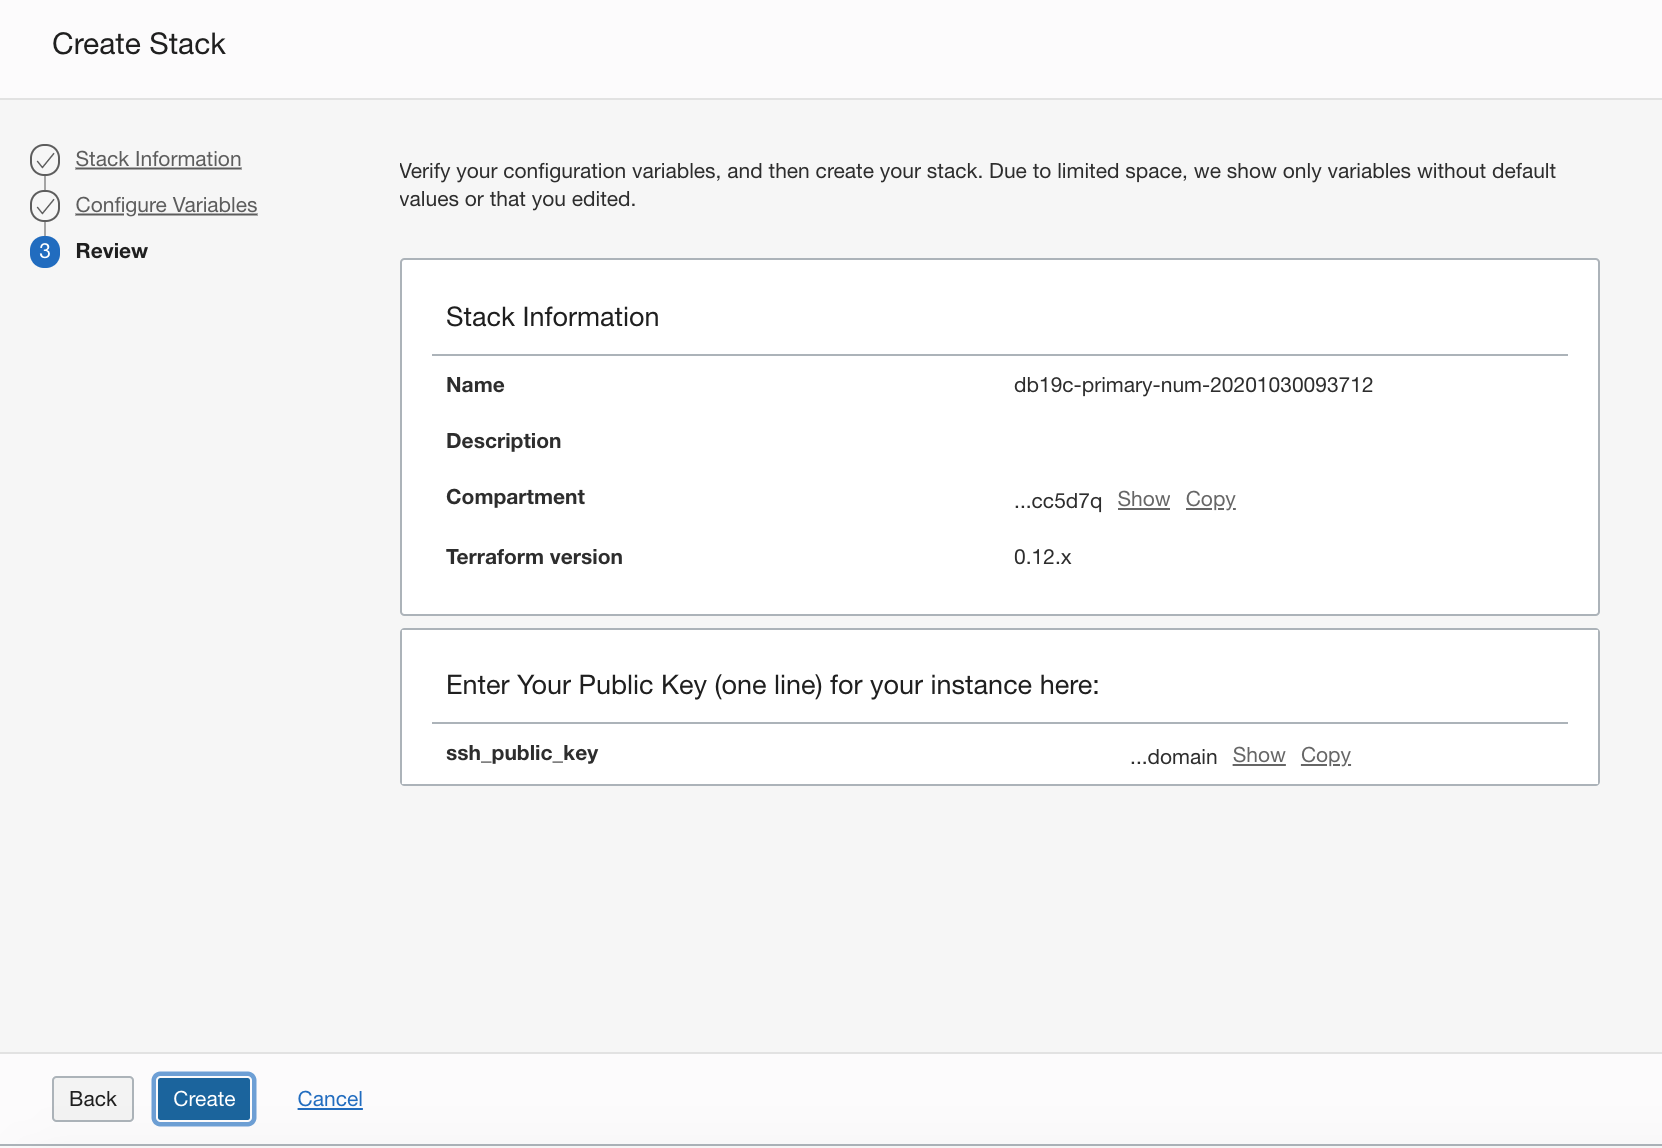 Create Stack
Stack Information
Configure Variables
3 Review
Verify your configuration variables, and then create your stack. Due to limited space, we show only variables without default
values or that you edited.
Stack Information
Name db19c-primary-num-20201030093712
Description
Compartment ...cc5d7q Show Copy
Terraform version 0.12.x
Enter Your Public Key (one line) for your instance here:
ssh_public_key ...domain Show Copy
Back Create Cancel